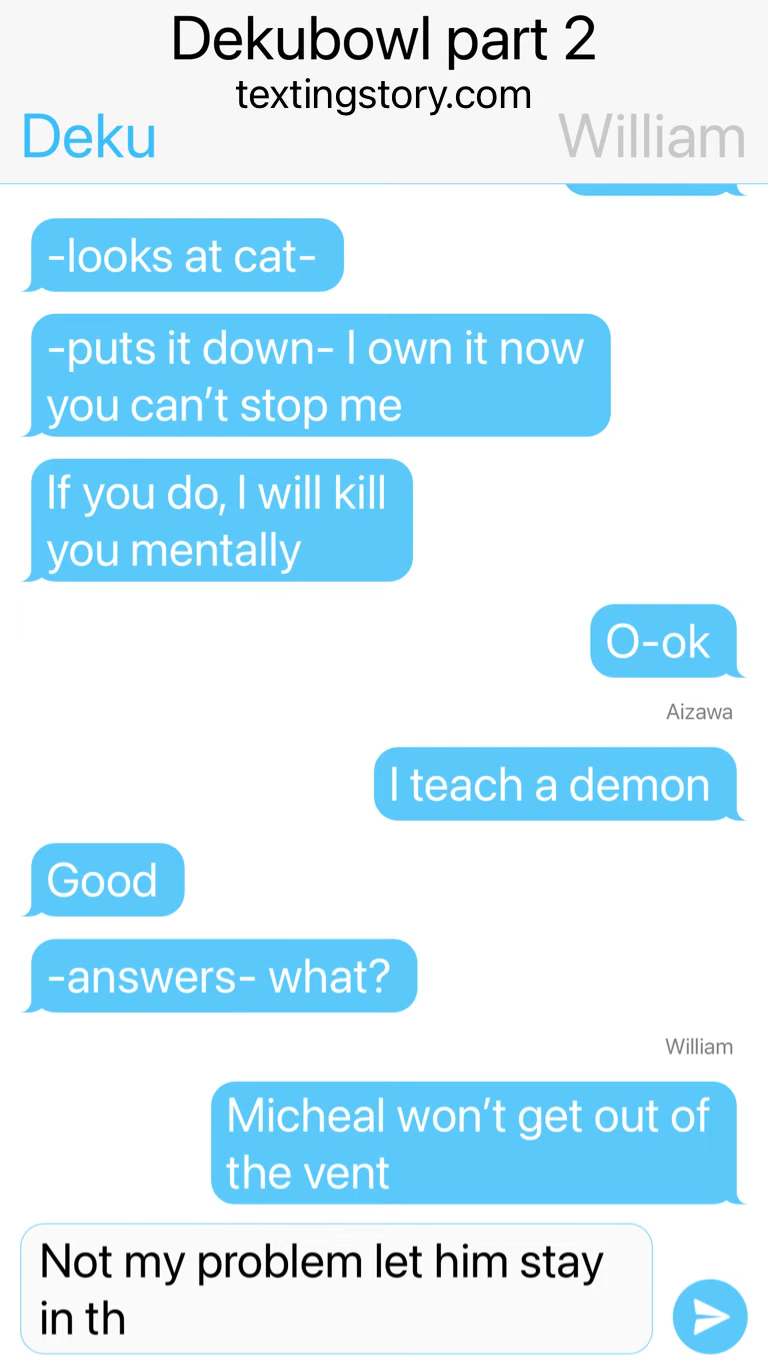 Dekubowl part 2
textingstory.com
Deku
William
-looks at cat-
-puts it down- I own it now
you can’t stop me
If you do, I will kill
you mentally
O-ok
Aizawa
I teach a demon
Good
-answers- what?
William
Micheal won’t get out of
the vent
Not my problem let him stay
in th